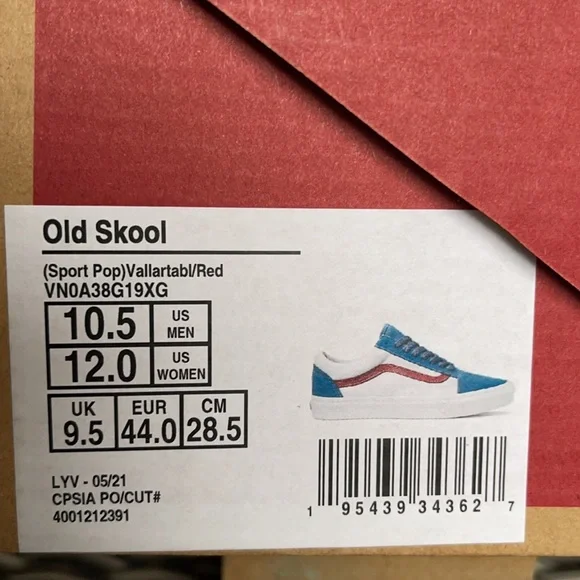 Old Skool
(Sport Pop)Vallartabl/Red
VN0A38G19XG
10.5 US MEN
12.0 US WOMEN
UK EUR CM
9.5 44.0 28.5
LYV - 05/21
CPSIA PO/CUT#
4001212391
1 95439 34362 7